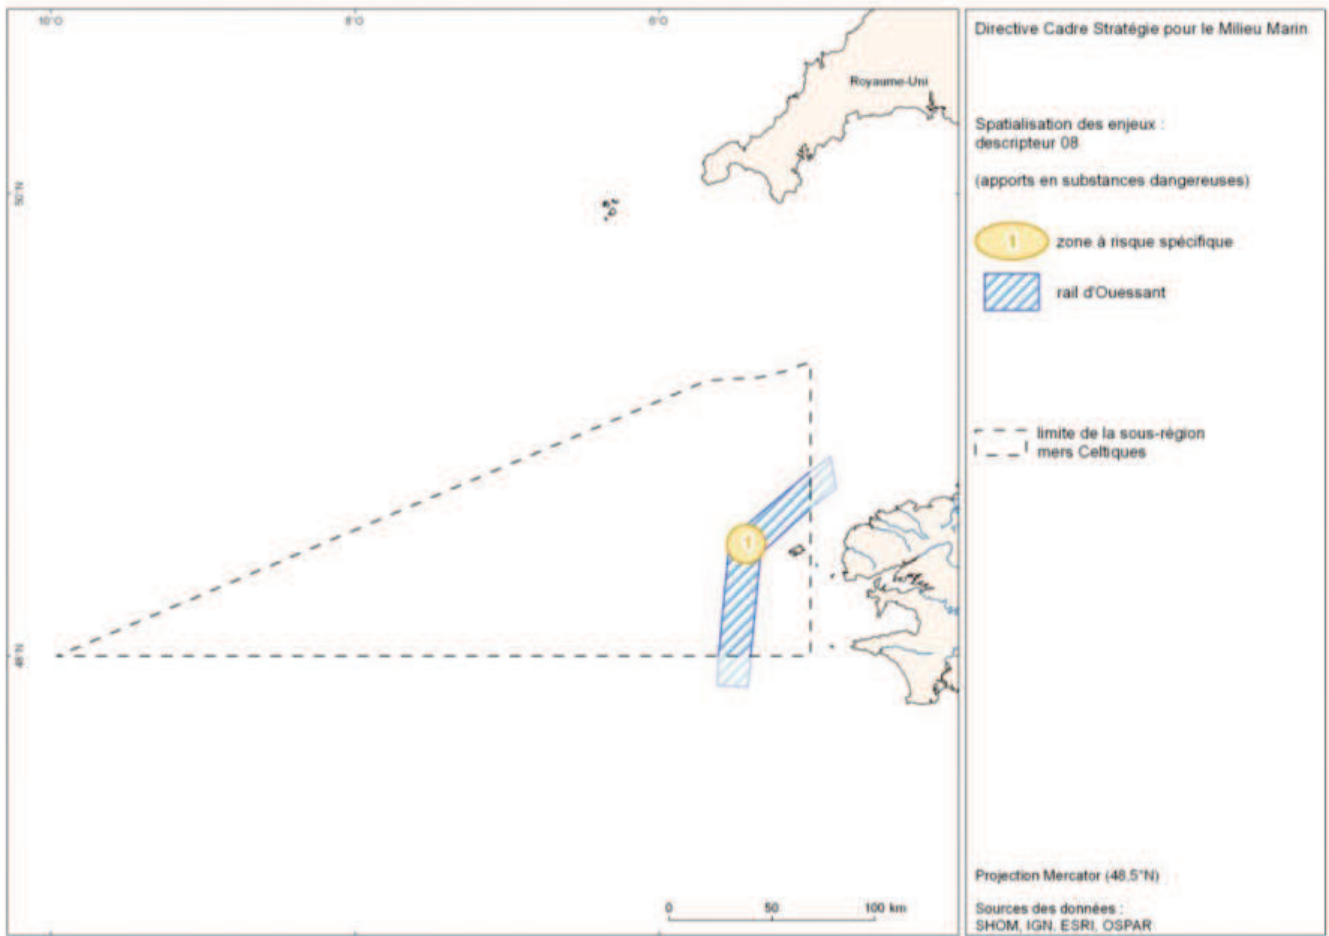 10°O
8°O
6°O
50°N
48°N
Royaume-Uni
1
0
50
100 km
Directive Cadre Stratégie pour le Milieu Marin
Spatialisation des enjeux :
descripteur 08
(apports en substances dangereuses)
1
zone à risque spécifique
rail d'Ouessant
limite de la sous-région
mers Celtiques
Projection Mercator (48,5°N)
Sources des données :
SHOM, IGN. ESRI, OSPAR